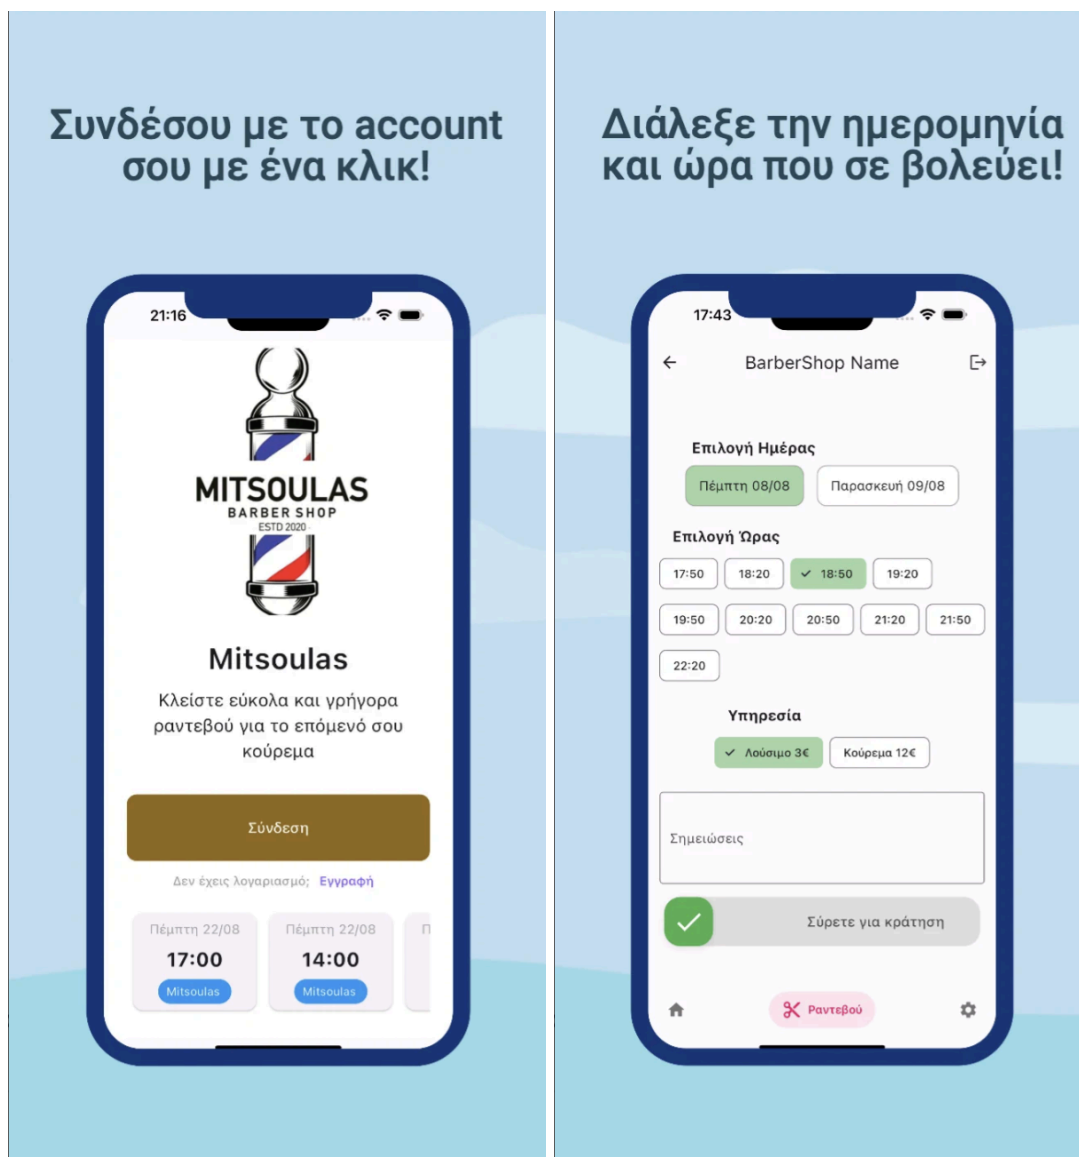 Συνδέσου με το account
σου με ένα κλικ!
21:16
MITSOULAS
BARBER SHOP
ESTD 2020
Mitsoulas
Κλείστε εύκολα και γρήγορα
ραντεβού για το επόμενό σου
κούρεμα
Σύνδεση
Δεν έχεις λογαριασμό; Εγγραφή
Πέμπτη 22/08
17:00
Mitsoulas
Πέμπτη 22/08
14:00
Mitsoulas
Π
Διάλεξε την ημερομηνία
και ώρα που σε βολεύει!
17:43
BarberShop Name
Επιλογή Ημέρας
Πέμπτη 08/08 Παρασκευή 09/08
Επιλογή Ώρας
17:50 18:20 18:50 19:20
19:50 20:20 20:50 21:20 21:50
22:20
Υπηρεσία
Λούσιμο 3€ Κούρεμα 12€
Σημειώσεις
Σύρετε για κράτηση
Ραντεβού